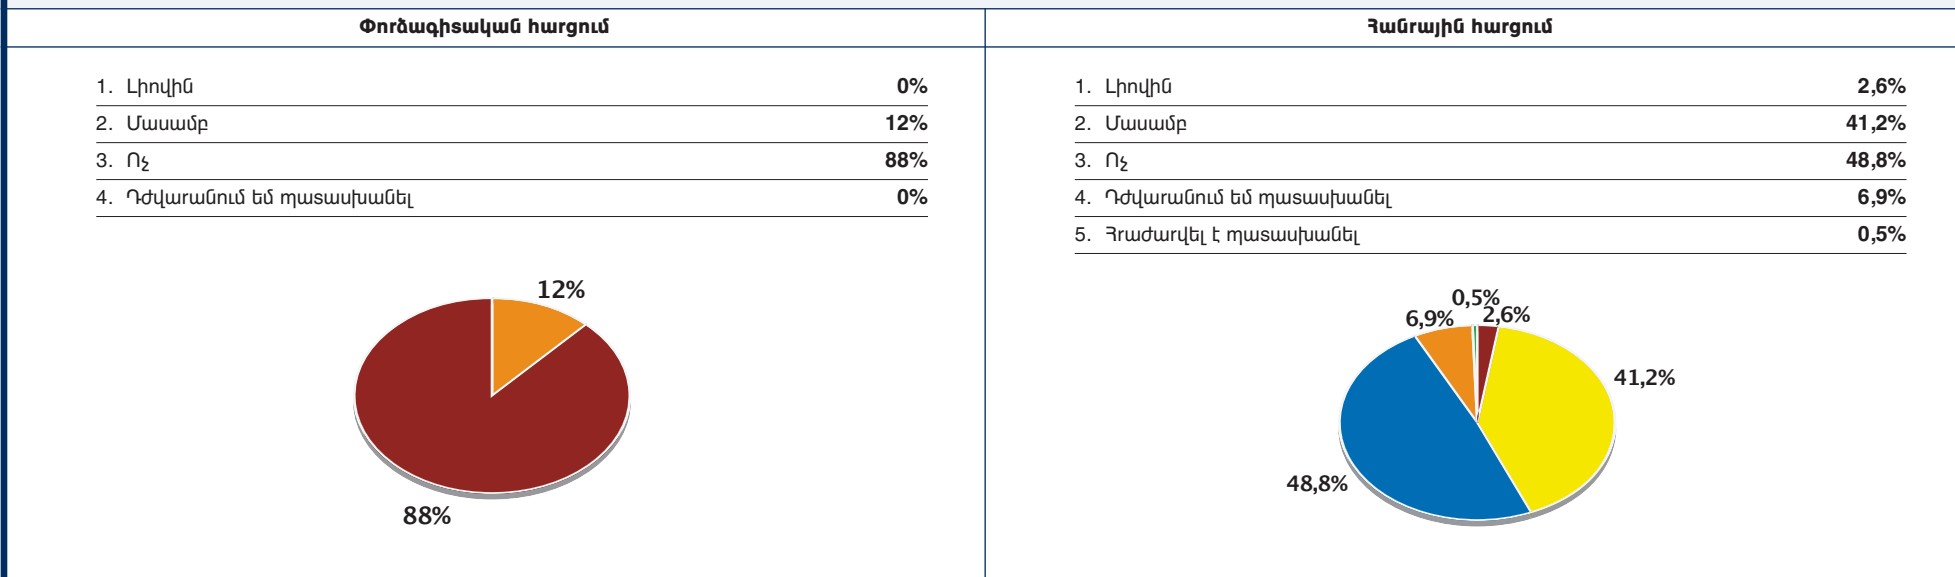 Փորձագիտական հարցում
1. Լիովին 0%
2. Մասամբ 12%
3. Ոչ 88%
4. Դժվարանում եմ պատասխանել 0%
12%
88%
Հանրային հարցում
1. Լիովին 2,6%
2. Մասամբ 41,2%
3. Ոչ 48,8%
4. Դժվարանում եմ պատասխանել 6,9%
5. Հրաժարվել է պատասխանել 0,5%
0,5%
6,9% 2,6%
41,2%
48,8%